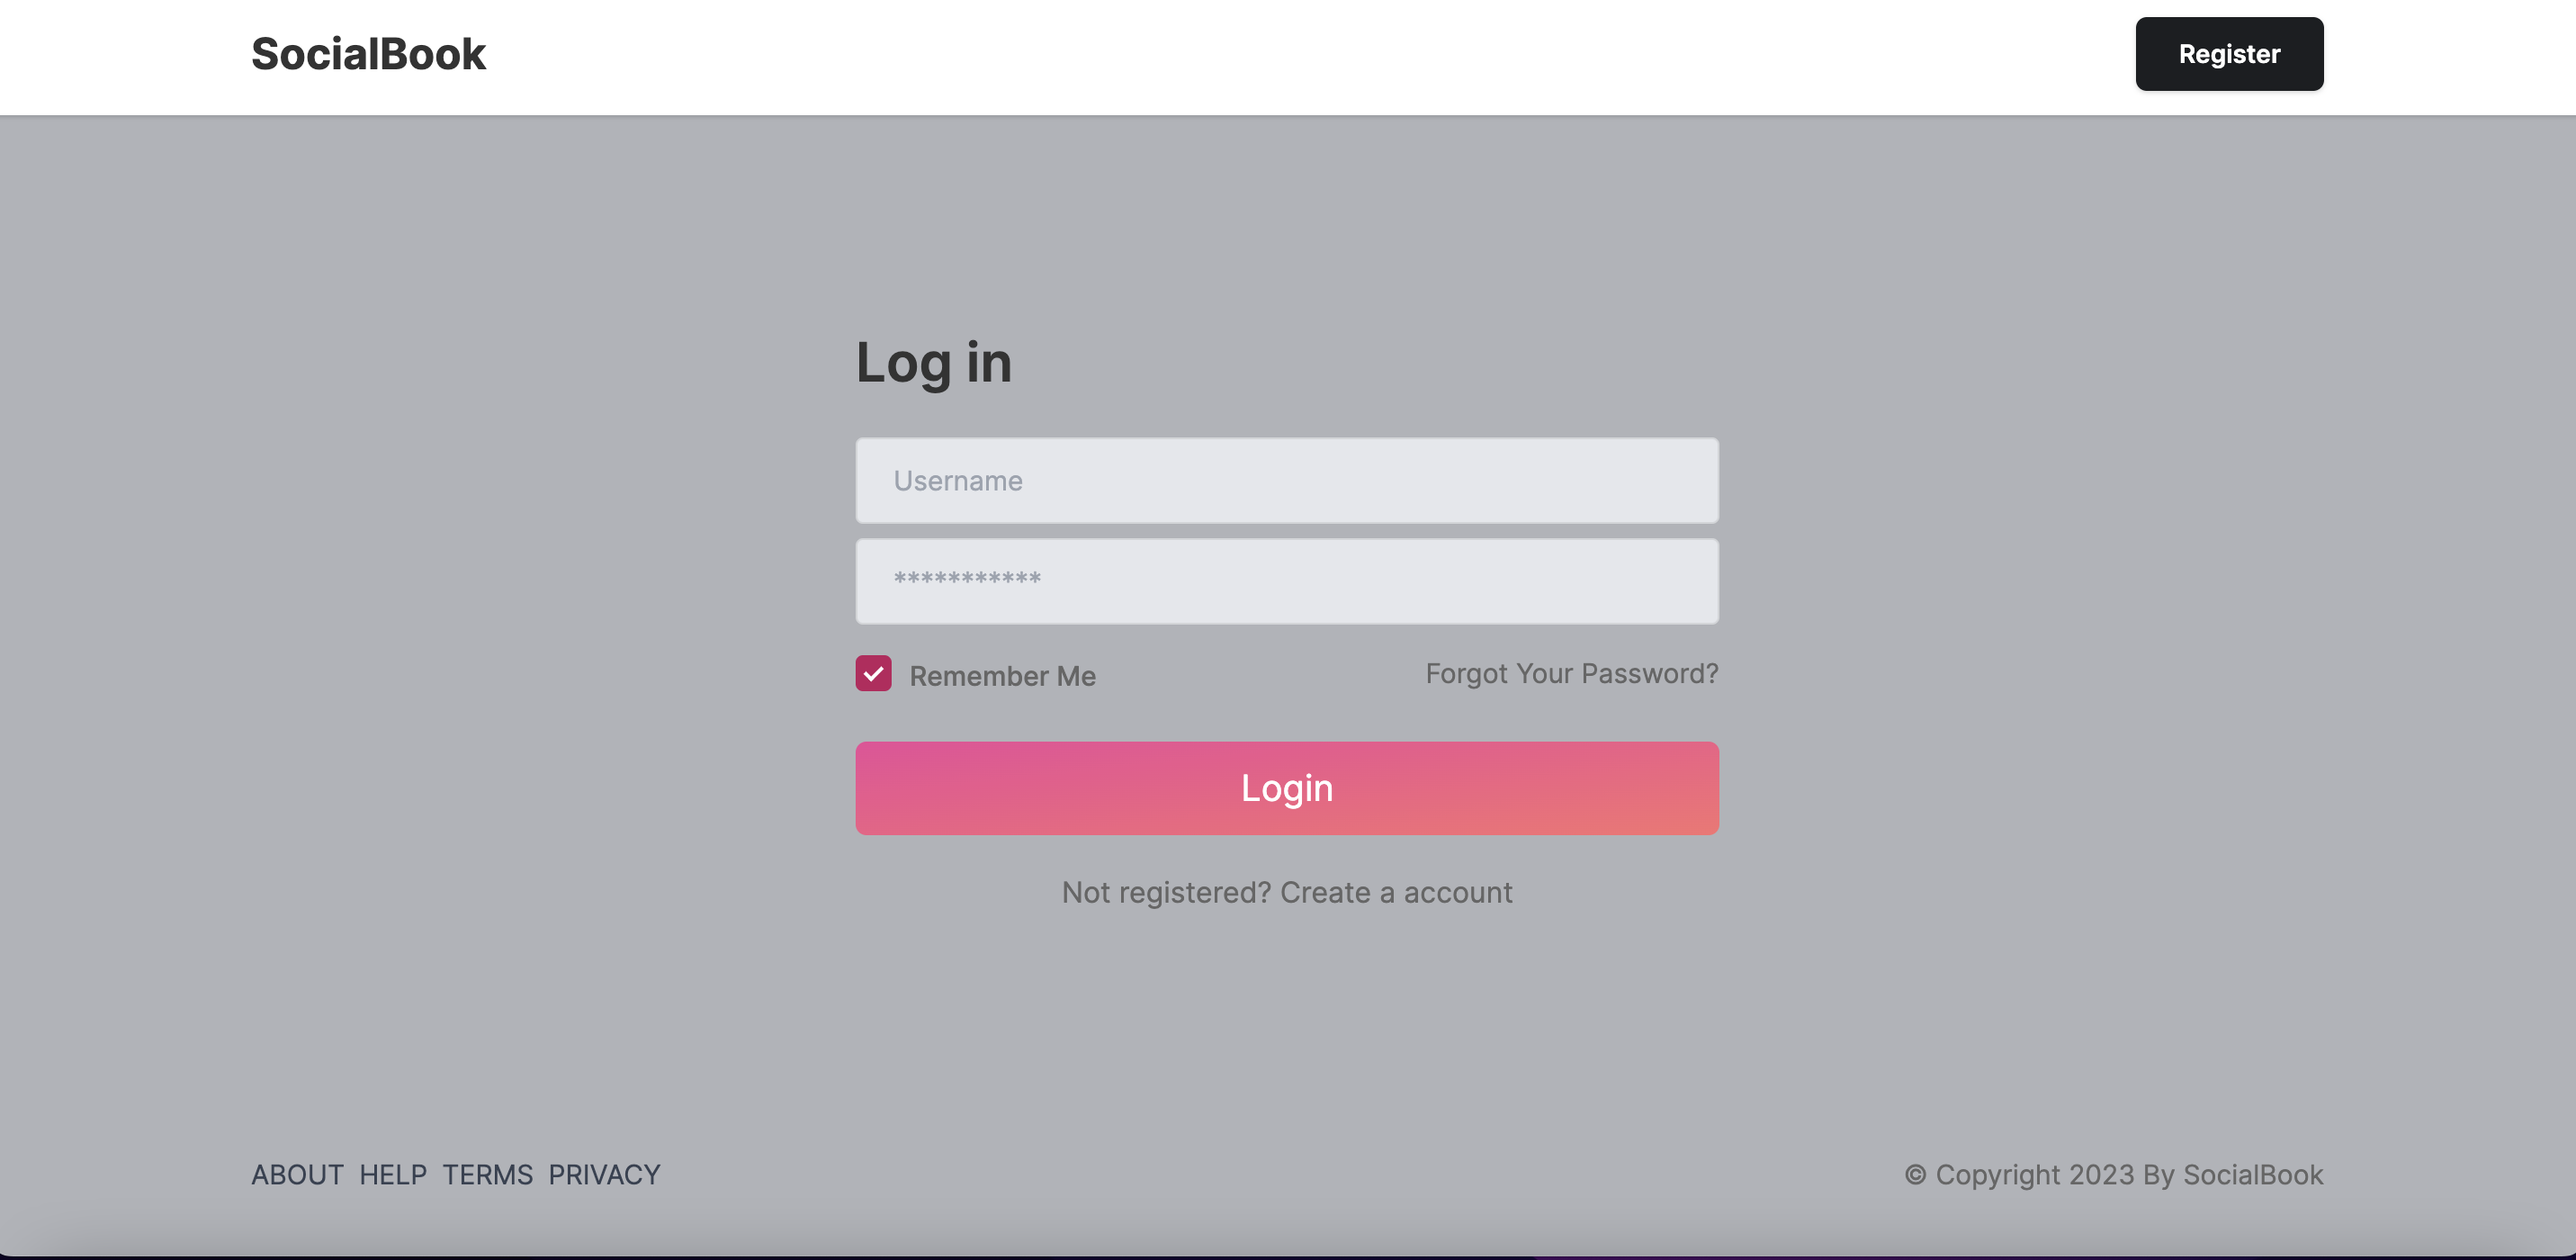 SocialBook
Register
Log in
Username
***********
Remember Me
Forgot Your Password?
Login
Not registered? Create a account
ABOUT HELP TERMS PRIVACY
© Copyright 2023 By SocialBook